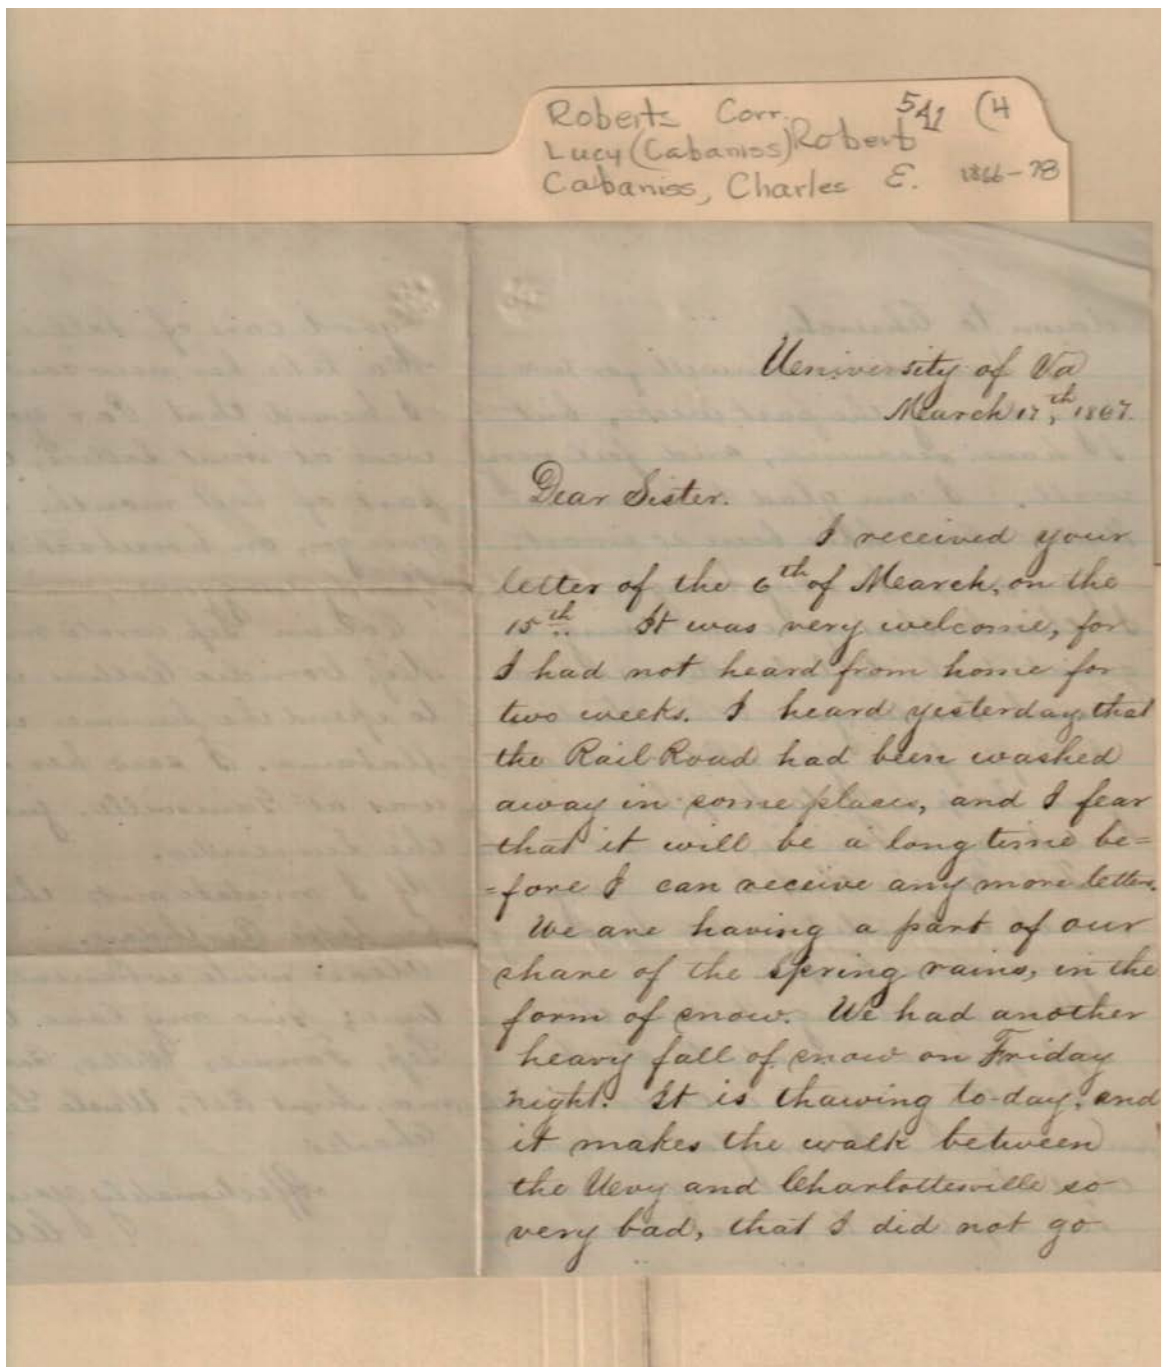 Roberts Corr. 541 (4
Lucy (Cabaniss) Robert
Cabaniss, Charles E. 1866-78
University of Va
March 17th, 1867.
Dear Sister.
I received your
letter of the 6th of March, on the
15th. It was very welcome, for
I had not heard from home for
two weeks. I heard yesterday that
the Rail Road had been washed
away in some places, and I fear
that it will be a long time be=
=fore I can receive any more letters.
We are having a part of our
share of the spring rains, in the
form of snow. We had another
heavy fall of snow on Friday
night. It is thawing to-day, and
it makes the walk between
the Uevy and Charlottesville so
very bad, that I did not go